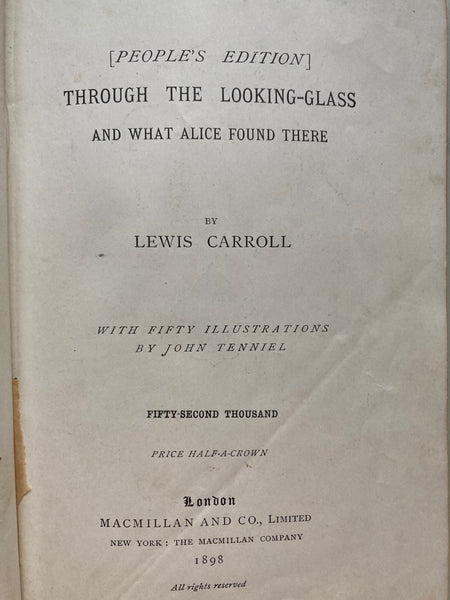 [PEOPLE'S EDITION]
THROUGH THE LOOKING-GLASS
AND WHAT ALICE FOUND THERE
BY
LEWIS CARROLL
WITH FIFTY ILLUSTRATIONS
BY JOHN TENNIEL
FIFTY-SECOND THOUSAND
PRICE HALF-A-CROWN
London
MACMILLAN AND CO., LIMITED
NEW YORK: THE MACMILLAN COMPANY
1898
All rights reserved